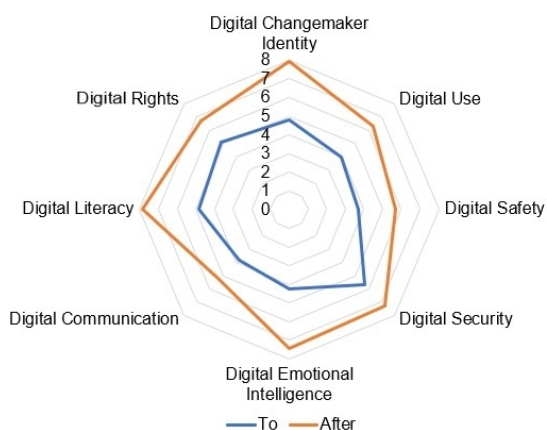 Digital Changemaker
Identity
8
7
6
5
4
3
2
1
0
Digital Use
Digital Safety
Digital Security
Digital Emotional
Intelligence
Digital Communication
Digital Literacy
Digital Rights
To After